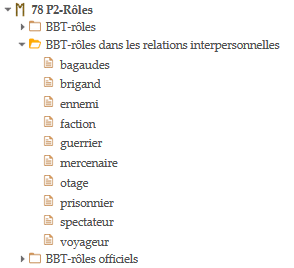 78 P2-Rôles
BBT-rôles
BBT-rôles dans les relations interpersonnelles
bagaudes
brigand
ennemi
faction
guerrier
mercenaire
otage
prisonnier
spectateur
voyageur
BBT-rôles officiels